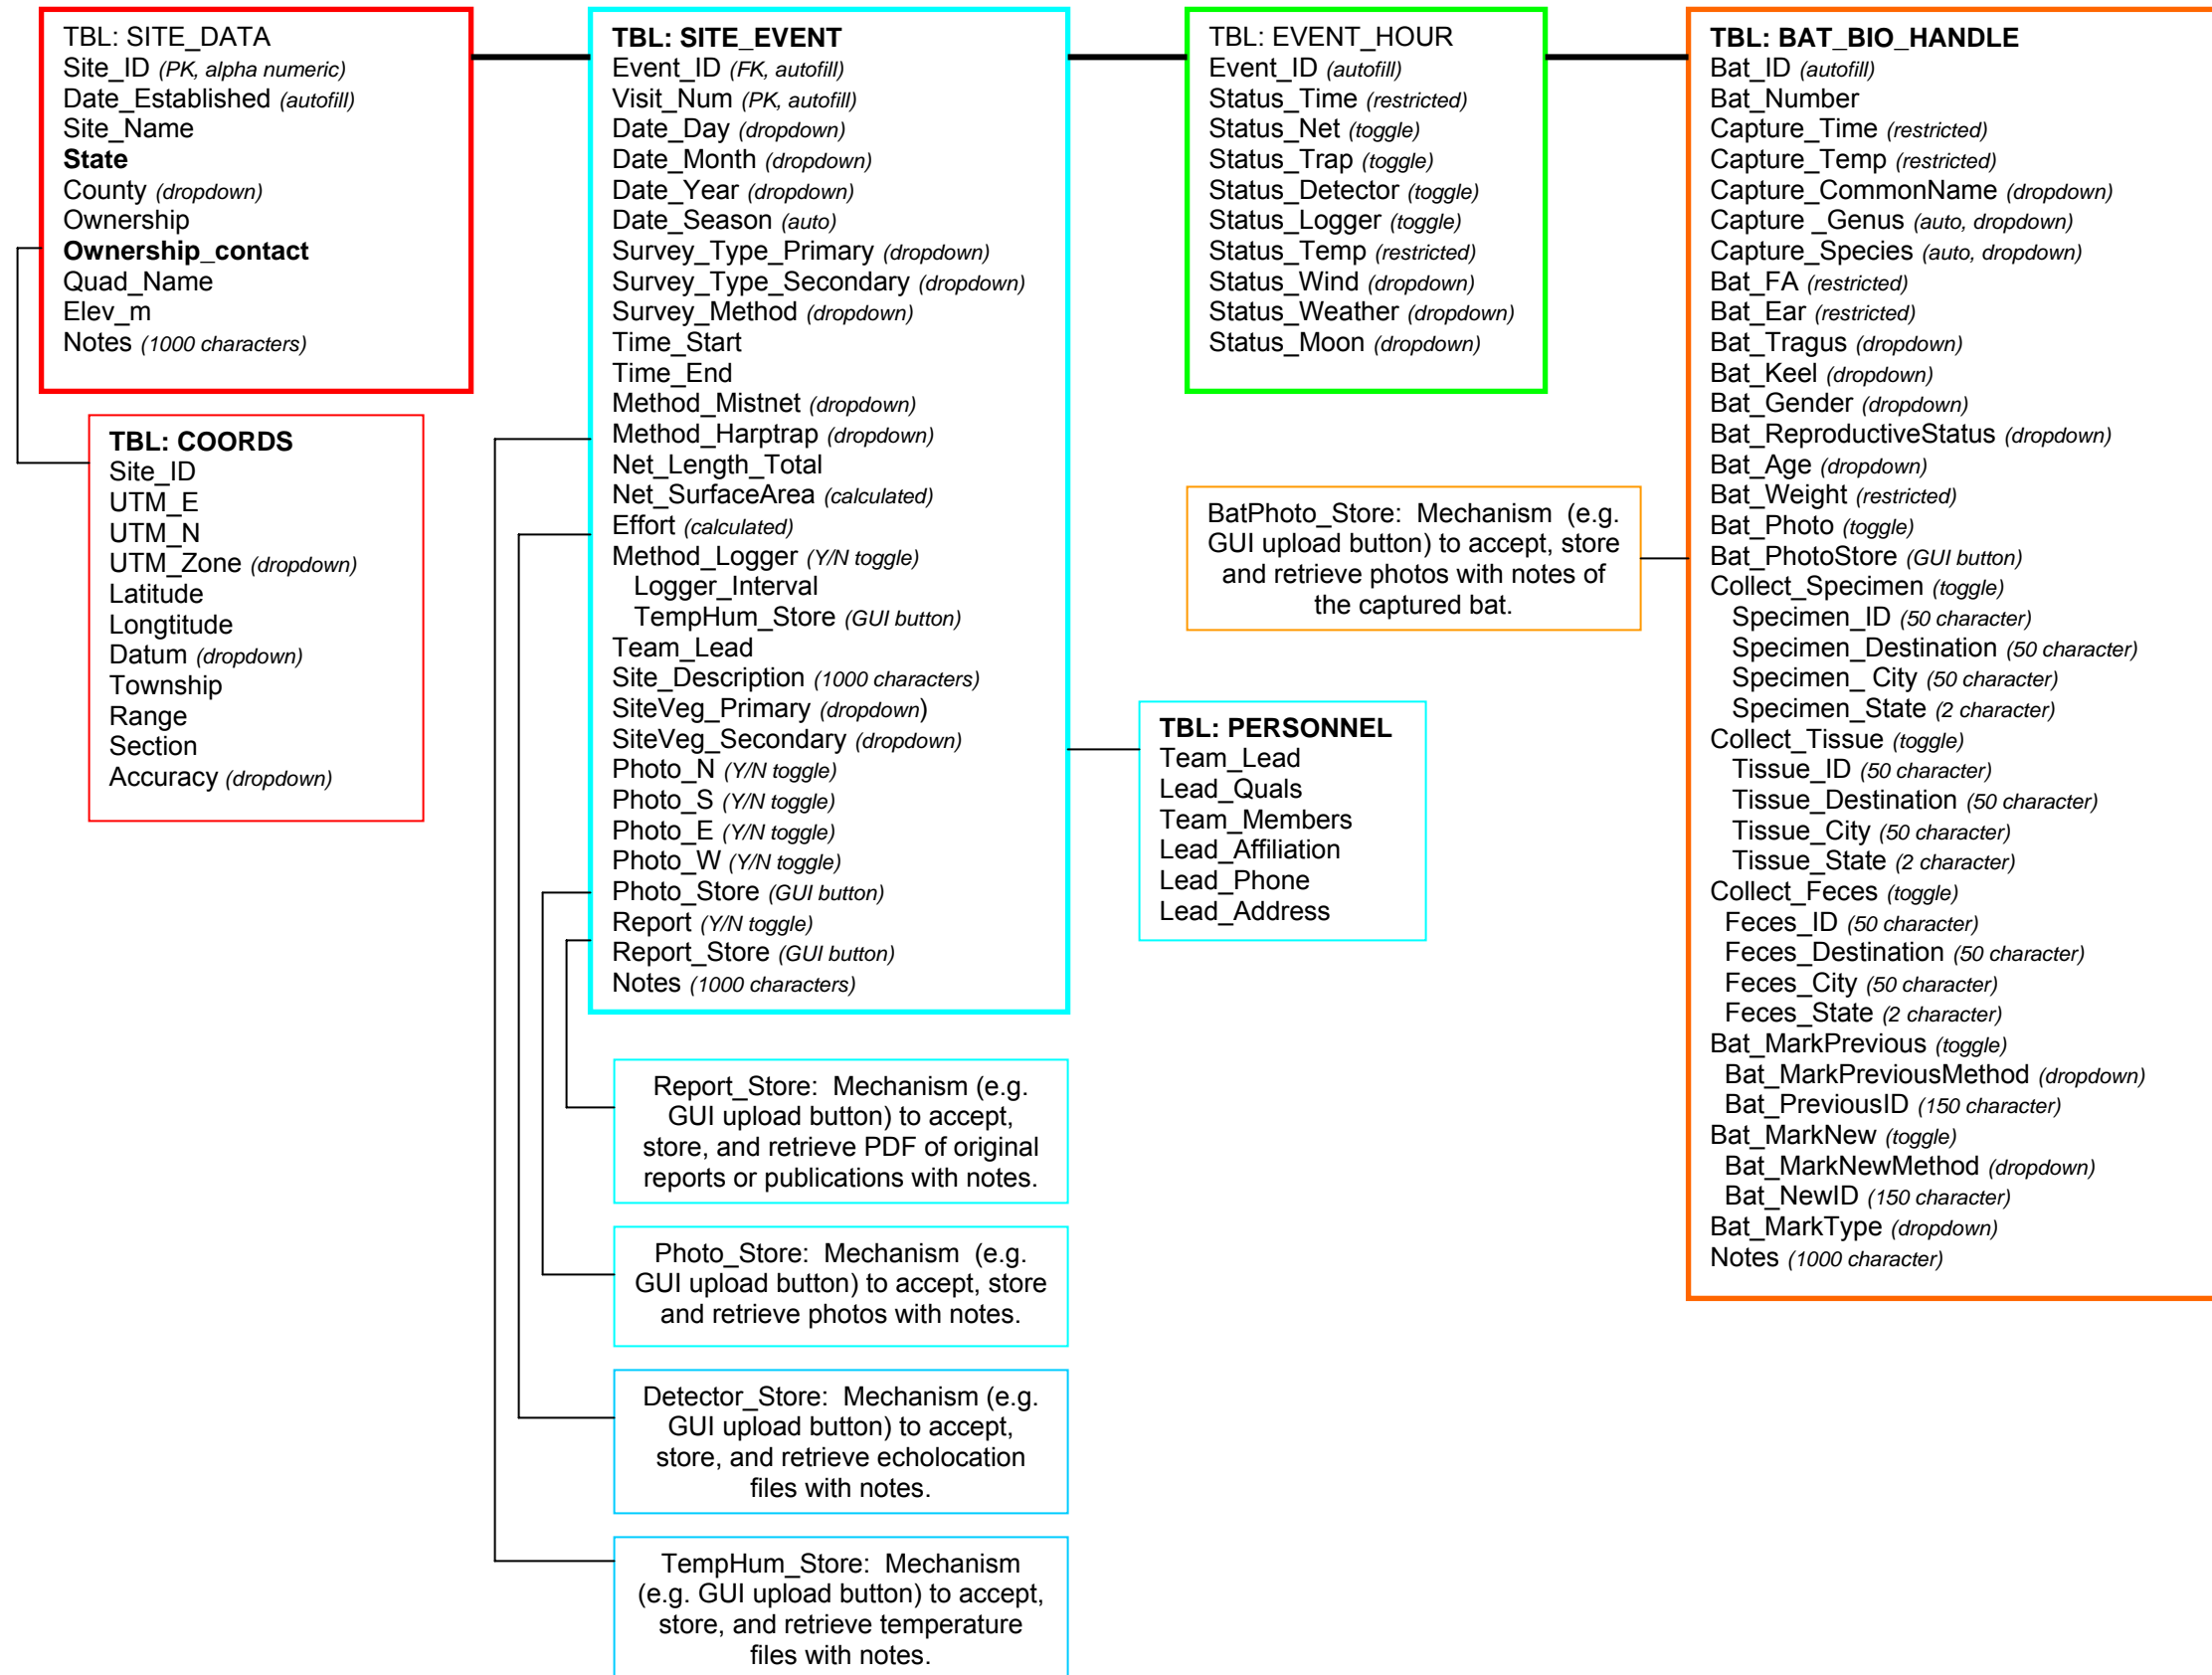 TBL: SITE_DATA
Site_ID (PK, alpha numeric)
Date_Established (autofill)
Site_Name
State
County (dropdown)
Ownership
Ownership_contact
Quad_Name
Elev_m
Notes (1000 characters)
TBL: COORDS
Site_ID
UTM_E
UTM_N
UTM_Zone (dropdown)
Latitude
Longtitude
Datum (dropdown)
Township
Range
Section
Accuracy (dropdown)
TBL: SITE_EVENT
Event_ID (FK, autofill)
Visit_Num (PK, autofill)
Date_Day (dropdown)
Date_Month (dropdown)
Date_Year (dropdown)
Date_Season (auto)
Survey_Type_Primary (dropdown)
Survey_Type_Secondary (dropdown)
Survey_Method (dropdown)
Time_Start
Time_End
Method_Mistnet (dropdown)
Method_Harptrap (dropdown)
Net_Length_Total
Net_SurfaceArea (calculated)
Effort (calculated)
Method_Logger (Y/N toggle)
Logger_Interval
TempHum_Store (GUI button)
Team_Lead
Site_Description (1000 characters)
SiteVeg_Primary (dropdown)
SiteVeg_Secondary (dropdown)
Photo_N (Y/N toggle)
Photo_S (Y/N toggle)
Photo_E (Y/N toggle)
Photo_W (Y/N toggle)
Photo_Store (GUI button)
Report (Y/N toggle)
Report_Store (GUI button)
Notes (1000 characters)
Report_Store: Mechanism (e.g.
GUI upload button) to accept,
store, and retrieve PDF of original
reports or publications with notes.
Photo_Store: Mechanism (e.g.
GUI upload button) to accept, store
and retrieve photos with notes.
Detector_Store: Mechanism (e.g.
GUI upload button) to accept,
store, and retrieve echolocation
files with notes.
TempHum_Store: Mechanism
(e.g. GUI upload button) to accept,
store, and retrieve temperature
files with notes.
TBL: EVENT_HOUR
Event_ID (autofill)
Status_Time (restricted)
Status_Net (toggle)
Status_Trap (toggle)
Status_Detector (toggle)
Status_Logger (toggle)
Status_Temp (restricted)
Status_Wind (dropdown)
Status_Weather (dropdown)
Status_Moon (dropdown)
BatPhoto_Store: Mechanism (e.g.
GUI upload button) to accept, store
and retrieve photos with notes of
the captured bat.
TBL: PERSONNEL
Team_Lead
Lead_Quals
Team_Members
Lead_Affiliation
Lead_Phone
Lead_Address
TBL: BAT_BIO_HANDLE
Bat_ID (autofill)
Bat_Number
Capture_Time (restricted)
Capture_Temp (restricted)
Capture_CommonName (dropdown)
Capture _Genus (auto, dropdown)
Capture_Species (auto, dropdown)
Bat_FA (restricted)
Bat_Ear (restricted)
Bat_Tragus (dropdown)
Bat_Keel (dropdown)
Bat_Gender (dropdown)
Bat_ReproductiveStatus (dropdown)
Bat_Age (dropdown)
Bat_Weight (restricted)
Bat_Photo (toggle)
Bat_PhotoStore (GUI button)
Collect_Specimen (toggle)
Specimen_ID (50 character)
Specimen_Destination (50 character)
Specimen_ City (50 character)
Specimen_State (2 character)
Collect_Tissue (toggle)
Tissue_ID (50 character)
Tissue_Destination (50 character)
Tissue_City (50 character)
Tissue_State (2 character)
Collect_Feces (toggle)
Feces_ID (50 character)
Feces_Destination (50 character)
Feces_City (50 character)
Feces_State (2 character)
Bat_MarkPrevious (toggle)
Bat_MarkPreviousMethod (dropdown)
Bat_PreviousID (150 character)
Bat_MarkNew (toggle)
Bat_MarkNewMethod (dropdown)
Bat_NewID (150 character)
Bat_MarkType (dropdown)
Notes (1000 character)